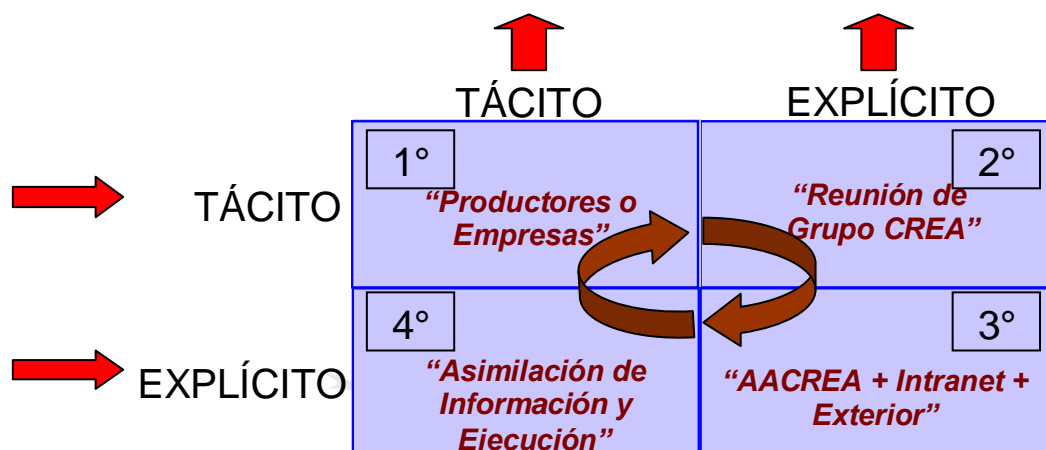 TÁCITO
EXPLÍCITO
TÁCITO
1°
“Productores o
Empresas”
2°
“Reunión de
Grupo CREA”
EXPLÍCITO
4°
“Asimilación de
Información y
Ejecución”
3°
“AACREA + Intranet +
Exterior”